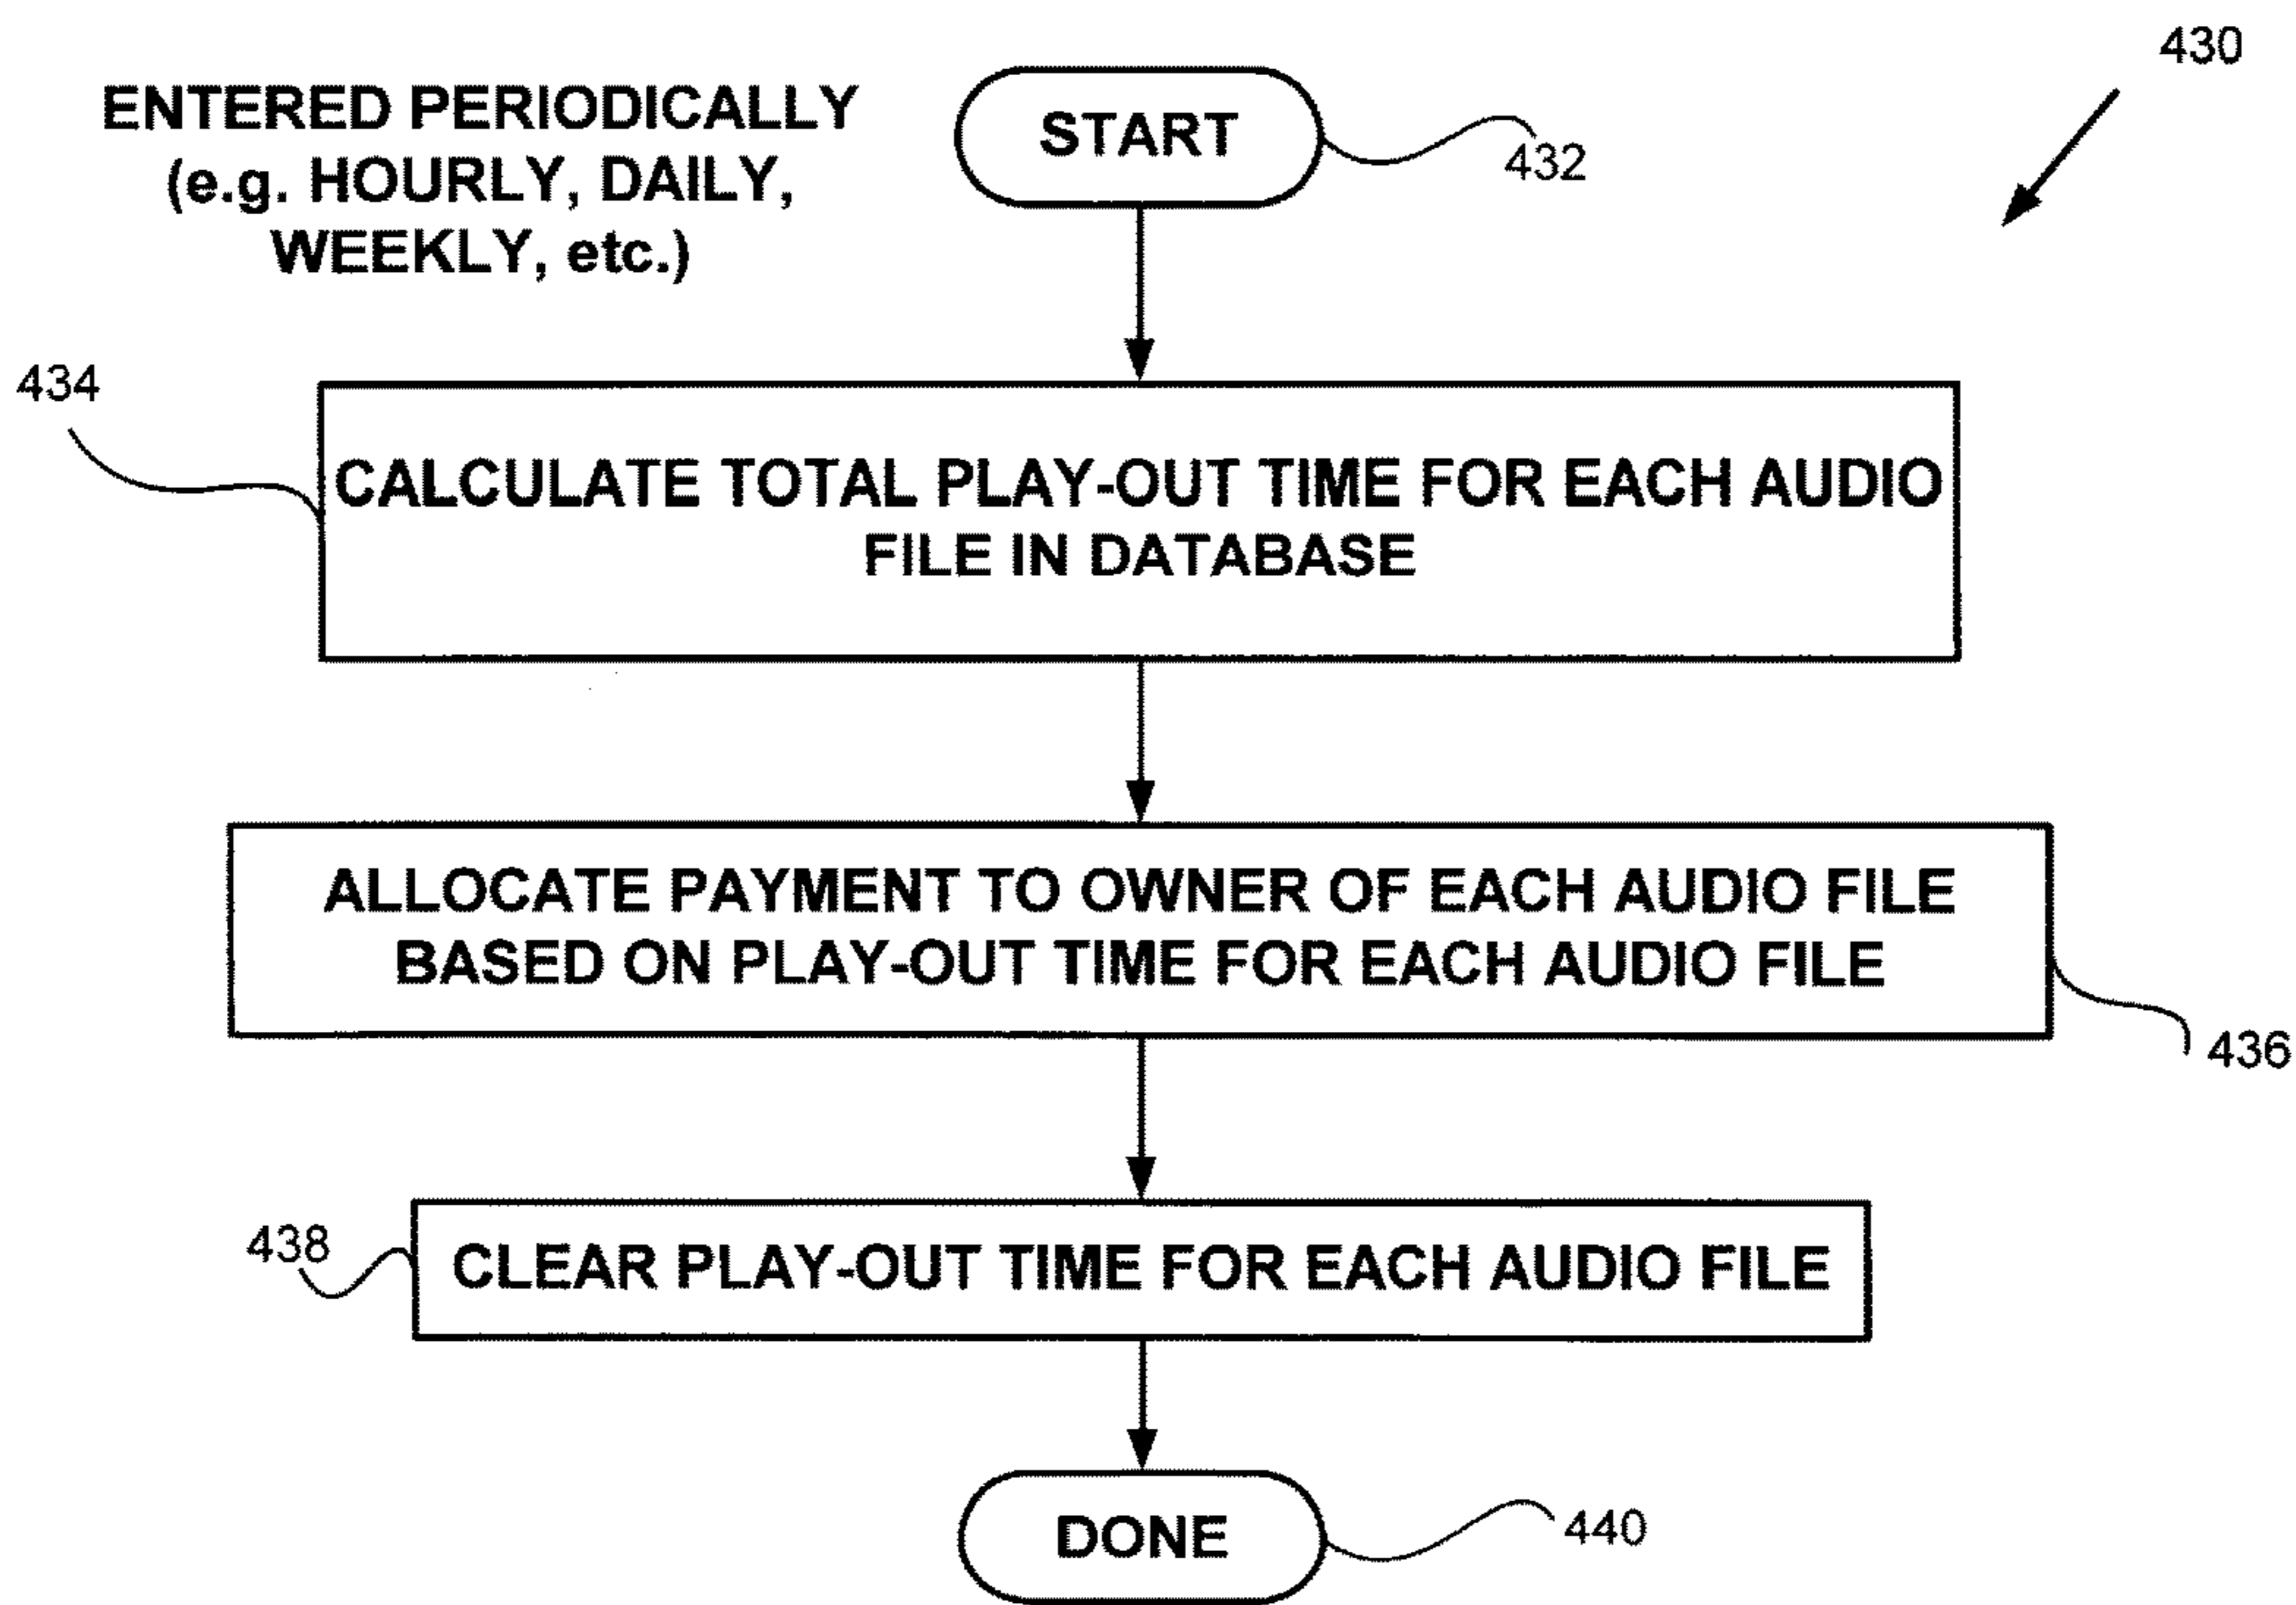 430
ENTERED PERIODICALLY
(e.g. HOURLY, DAILY,
WEEKLY, etc.)
START
432
434
CALCULATE TOTAL PLAY-OUT TIME FOR EACH AUDIO
FILE IN DATABASE
ALLOCATE PAYMENT TO OWNER OF EACH AUDIO FILE
BASED ON PLAY-OUT TIME FOR EACH AUDIO FILE
436
438
CLEAR PLAY-OUT TIME FOR EACH AUDIO FILE
DONE
440